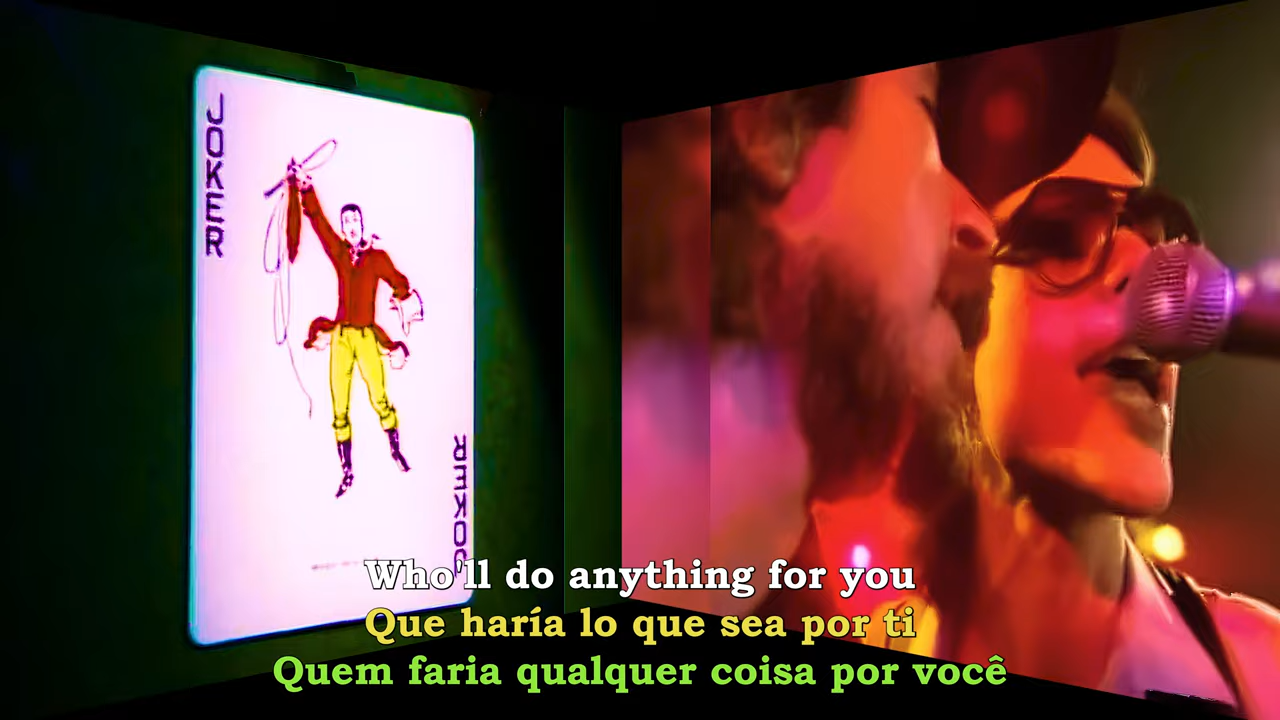 JOKER
JOKER
Who'll do anything for you
Que haría lo que sea por ti
Quem faria qualquer coisa por você